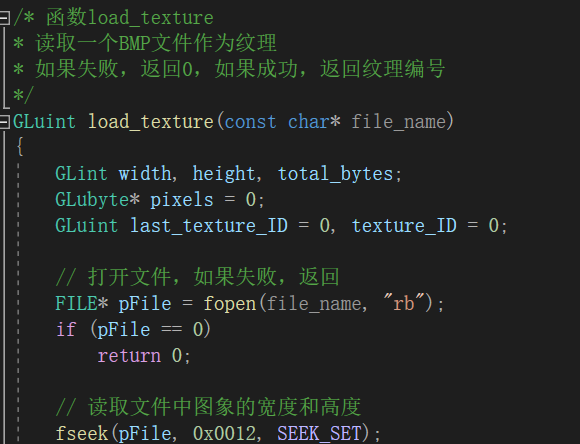 /* 函数load_texture
* 读取一个BMP文件作为纹理
* 如果失败，返回0，如果成功，返回纹理编号
*/
GLuint load_texture(const char* file_name)
{
GLint width, height, total_bytes;
GLubyte* pixels = 0;
GLuint last_texture_ID = 0, texture_ID = 0;
// 打开文件，如果失败，返回
FILE* pFile = fopen(file_name, "rb");
if (pFile == 0)
return 0;
// 读取文件中图象的宽度和高度
fseek(pFile, 0x0012, SEEK_SET);